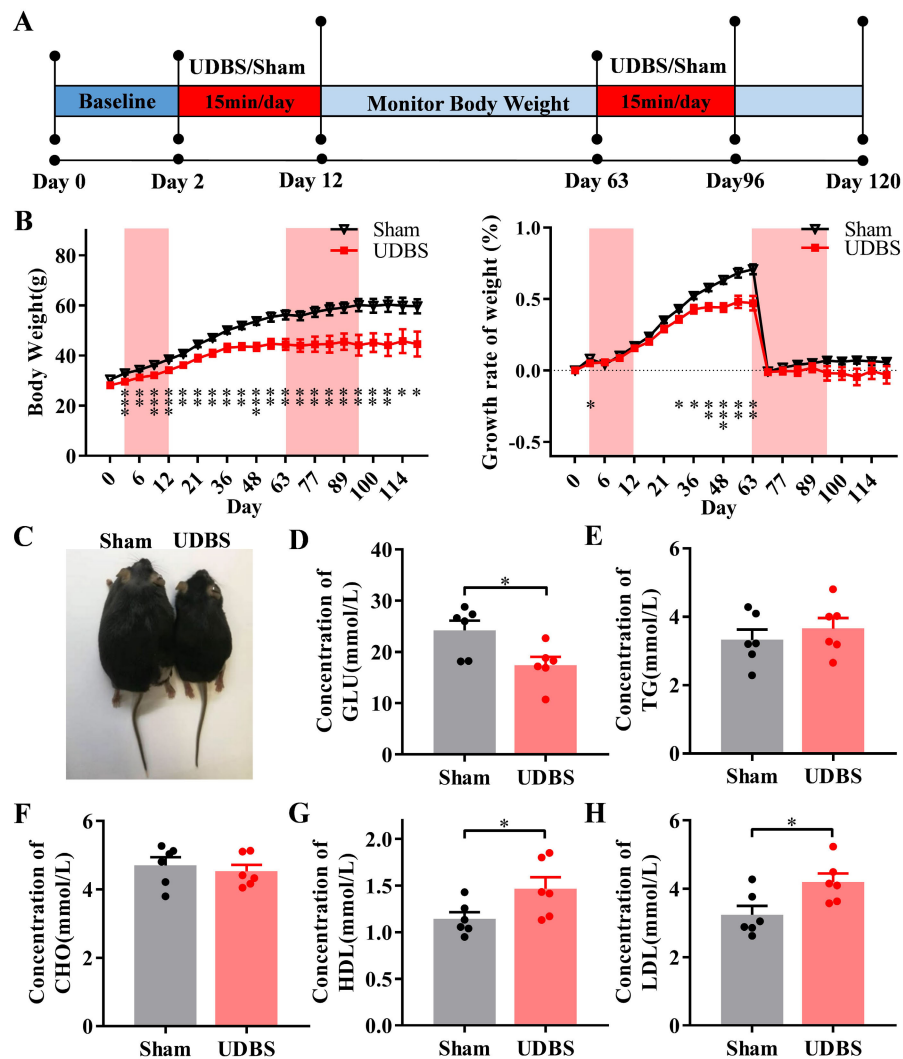 A
UDBS/Sham
UDBS/Sham
Baseline
15min/day
Monitor Body Weight
15min/day
Day 0
Day 2
Day 12
Day 63
Day96
Day 120
B
Sham
UDBS
Body Weight(g)
80
60
40
20
0
* * * * * * * * * * * * * * * * * * * * * *
0 6 12 21 36 48 63 77 89 100 114
Day
Sham
UDBS
Growth rate of weight (%)
1.0
0.5
0.0
-0.5
0 6 12 21 36 48 63 77 89 100 114
Day
C
Sham UDBS
D
Concentration of
GLU(mmol/L)
40
30
20
10
0
*
Sham UDBS
E
Concentration of
TG(mmol/L)
6
4
2
0
Sham UDBS
F
Concentration of
CHO(mmol/L)
6
4
2
0
Sham UDBS
G
Concentration of
HDL(mmol/L)
2.0
1.5
1.0
0.5
0.0
*
Sham UDBS
H
Concentration of
LDL(mmol/L)
6
4
2
0
*
Sham UDBS